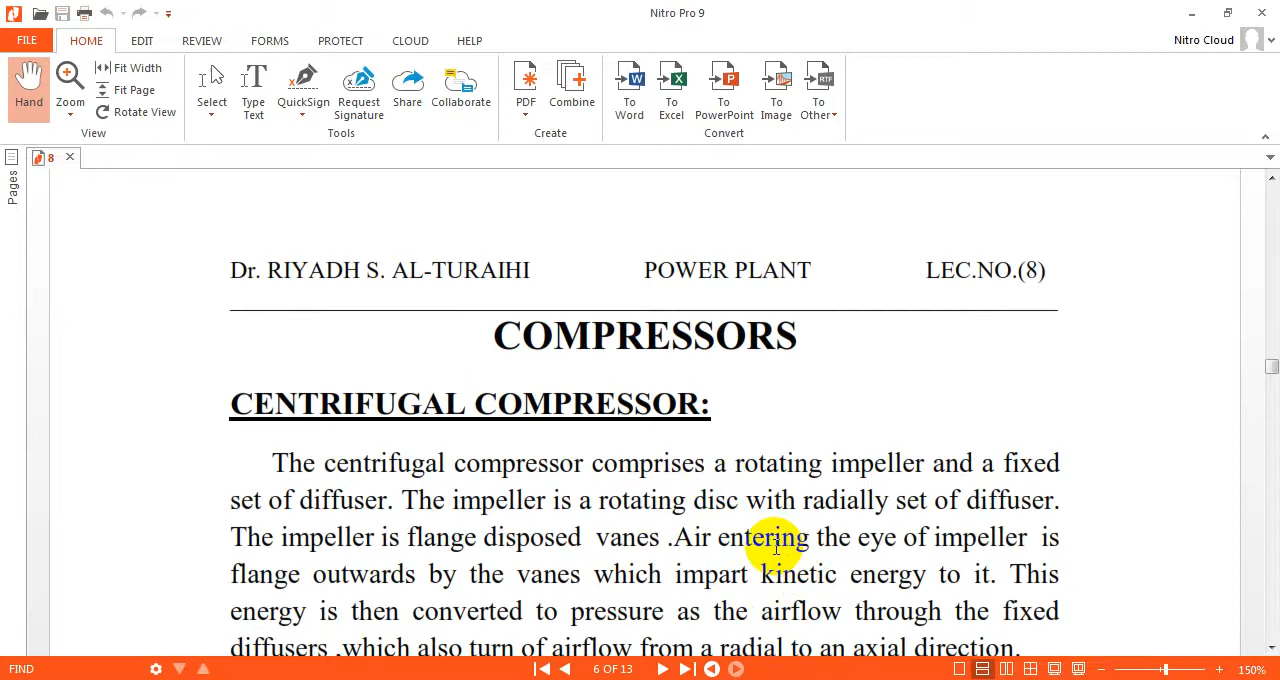 Nitro Pro 9
FILE HOME EDIT REVIEW FORMS PROTECT CLOUD HELP Nitro Cloud
Hand Zoom Fit Width Fit Page Rotate View Select Type Text QuickSign Request Signature Share Collaborate PDF Combine To Word To Excel To PowerPoint To Image To Other
View Tools Create Convert
8
Pages
Dr. RIYADH S. AL-TURAIHI POWER PLANT LEC.NO.(8)
COMPRESSORS
CENTRIFUGAL COMPRESSOR:
The centrifugal compressor comprises a rotating impeller and a fixed
set of diffuser. The impeller is a rotating disc with radially set of diffuser.
The impeller is flange disposed vanes .Air entering the eye of impeller is
flange outwards by the vanes which impart kinetic energy to it. This
energy is then converted to pressure as the airflow through the fixed
diffusers ,which also turn of airflow from a radial to an axial direction.
FIND 6 OF 13 150%